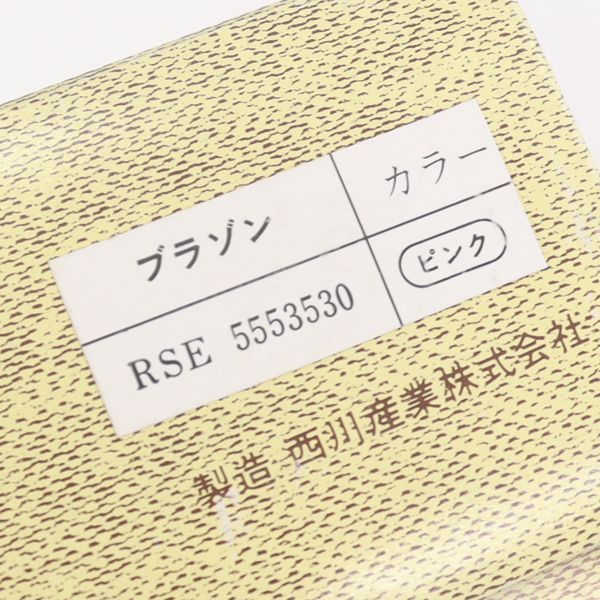 ブラゾン
カラー
RSE 5553530
ピンク
製造 西川産業株式会社